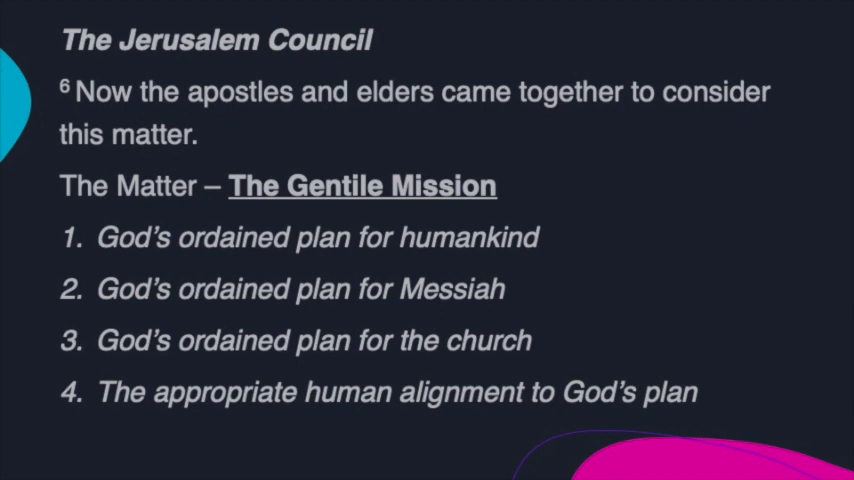 The Jerusalem Council
6 Now the apostles and elders came together to consider
this matter.
The Matter – The Gentile Mission
1. God’s ordained plan for humankind
2. God’s ordained plan for Messiah
3. God’s ordained plan for the church
4. The appropriate human alignment to God’s plan